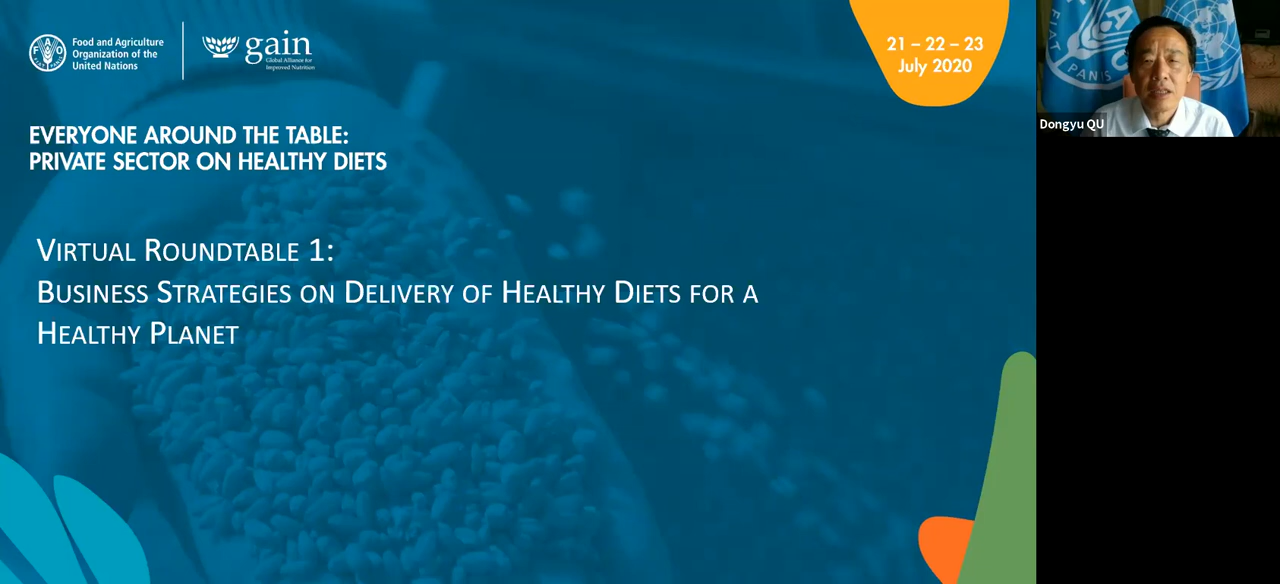 Food and Agriculture
Organization of the
United Nations
gain
Global Alliance for
Improved Nutrition
21 – 22 – 23
July 2020
EVERYONE AROUND THE TABLE:
PRIVATE SECTOR ON HEALTHY DIETS
VIRTUAL ROUNDTABLE 1:
BUSINESS STRATEGIES ON DELIVERY OF HEALTHY DIETS FOR A
HEALTHY PLANET
FIAT
PANIS
Dongyu QU